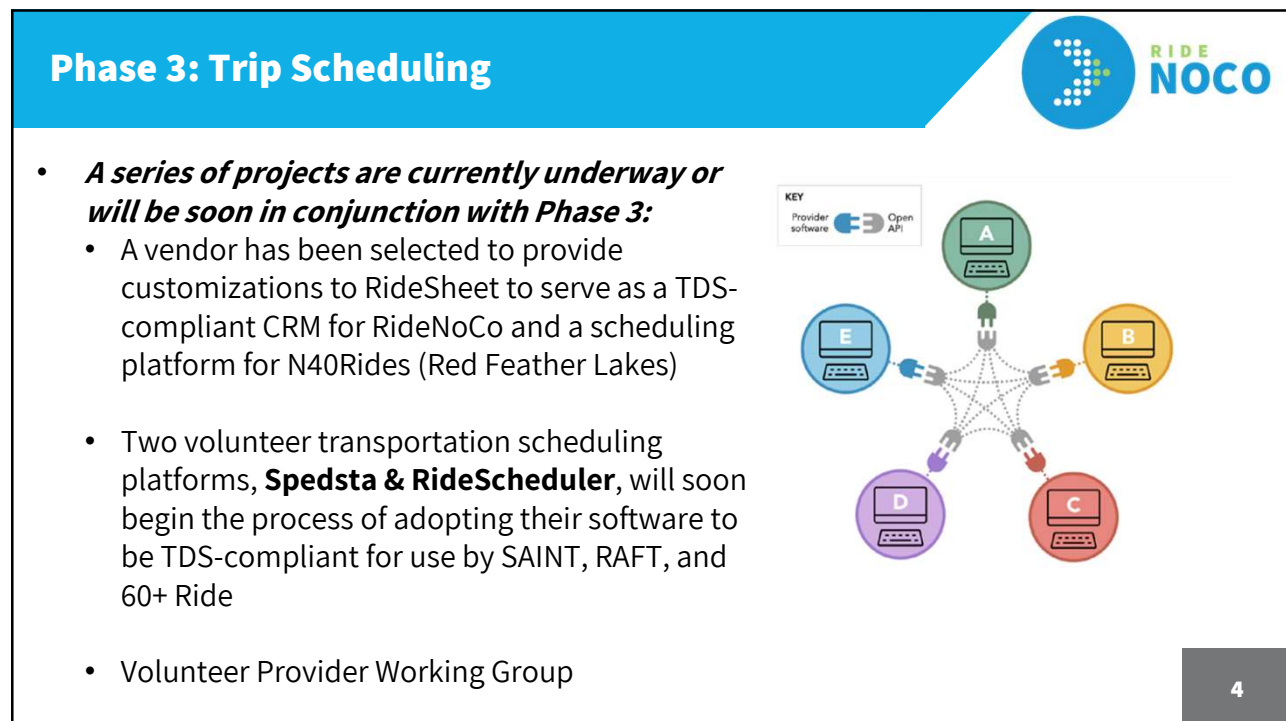 Phase 3: Trip Scheduling
RIDE
NOCO
• A series of projects are currently underway or
will be soon in conjunction with Phase 3:
• A vendor has been selected to provide
customizations to RideSheet to serve as a TDS-
compliant CRM for RideNoCo and a scheduling
platform for N40Rides (Red Feather Lakes)
• Two volunteer transportation scheduling
platforms, Spedsta & RideScheduler, will soon
begin the process of adopting their software to
be TDS-compliant for use by SAINT, RAFT, and
60+ Ride
• Volunteer Provider Working Group
KEY
Provider
software
Open
API
A
E
B
D
C
4